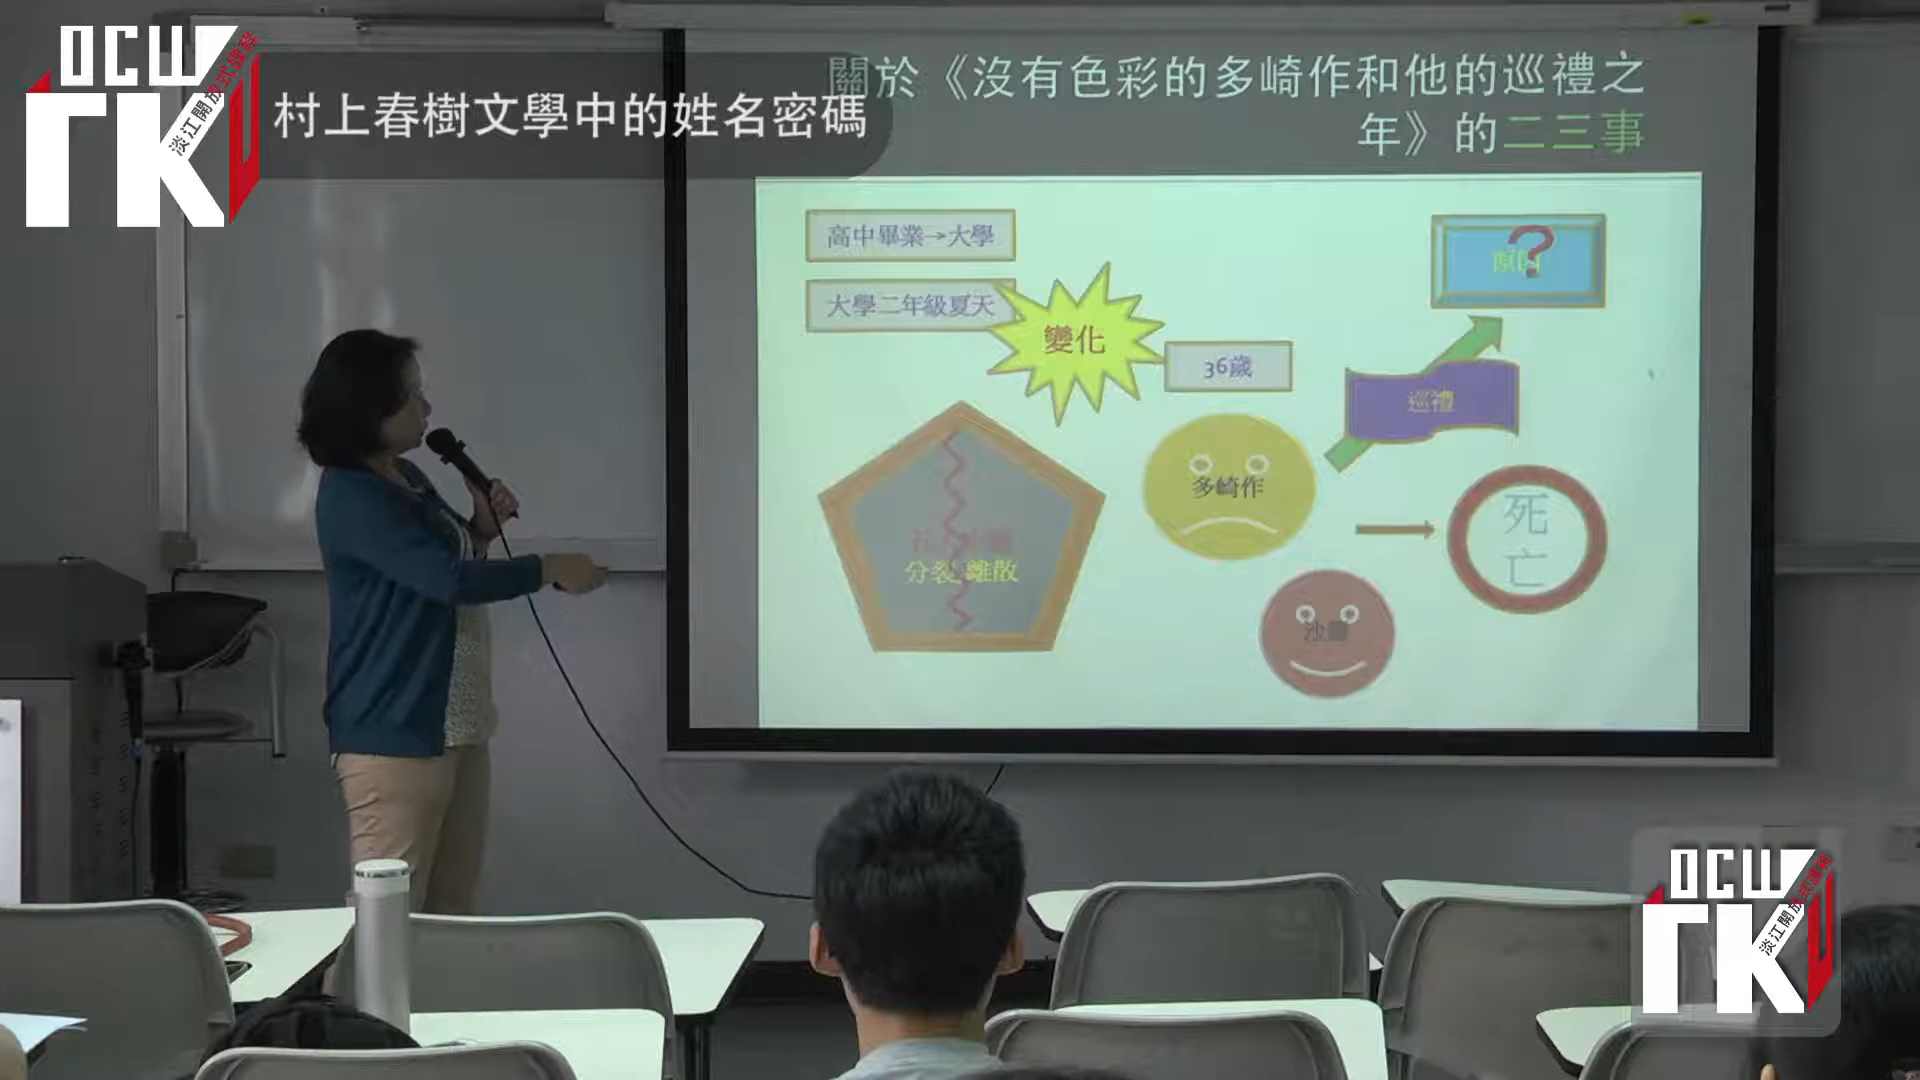 OCW
TKU
淡江開放式課程
村上春樹文學中的姓名密碼
關於《沒有色彩的多崎作和他的巡禮之
年》的二三事
高中畢業→大學
大學二年級夏天
變化
36歲
原因
?
巡禮
多崎作
死
亡
分裂 離散
OCW
TKU
淡江開放式課程